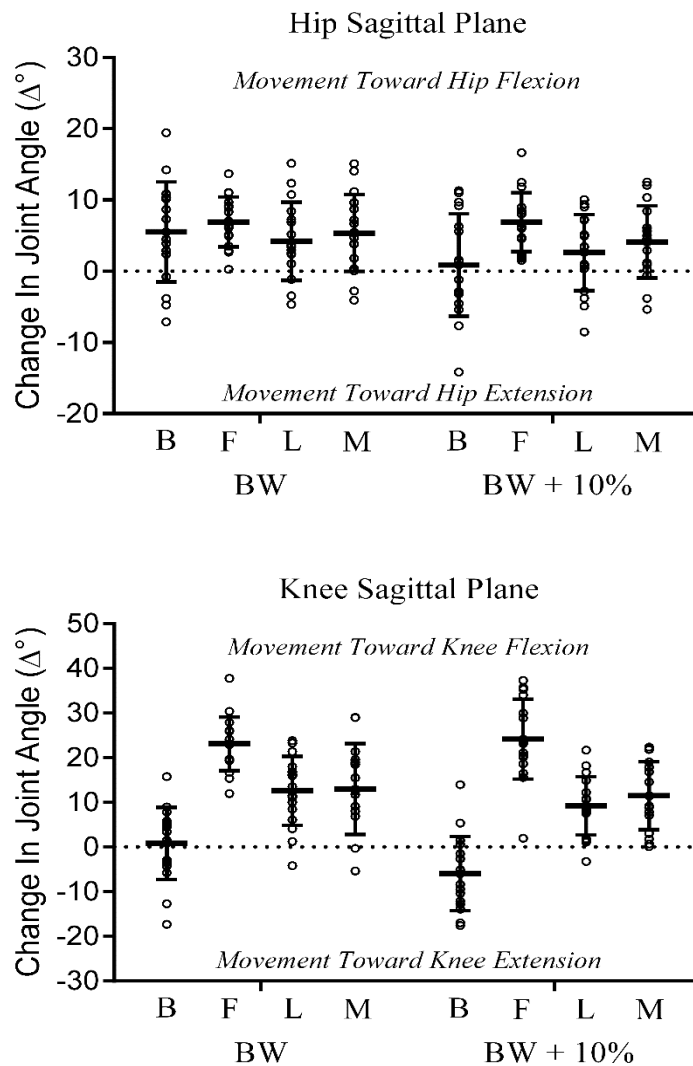 Hip Sagittal Plane
Change In Joint Angle (Δ°)
30
20
10
0
-10
-20
Movement Toward Hip Flexion
Movement Toward Hip Extension
B F L M B F L M
BW BW + 10%
Knee Sagittal Plane
Change In Joint Angle (Δ°)
50
40
30
20
10
0
-10
-20
-30
Movement Toward Knee Flexion
Movement Toward Knee Extension
B F L M B F L M
BW BW + 10%